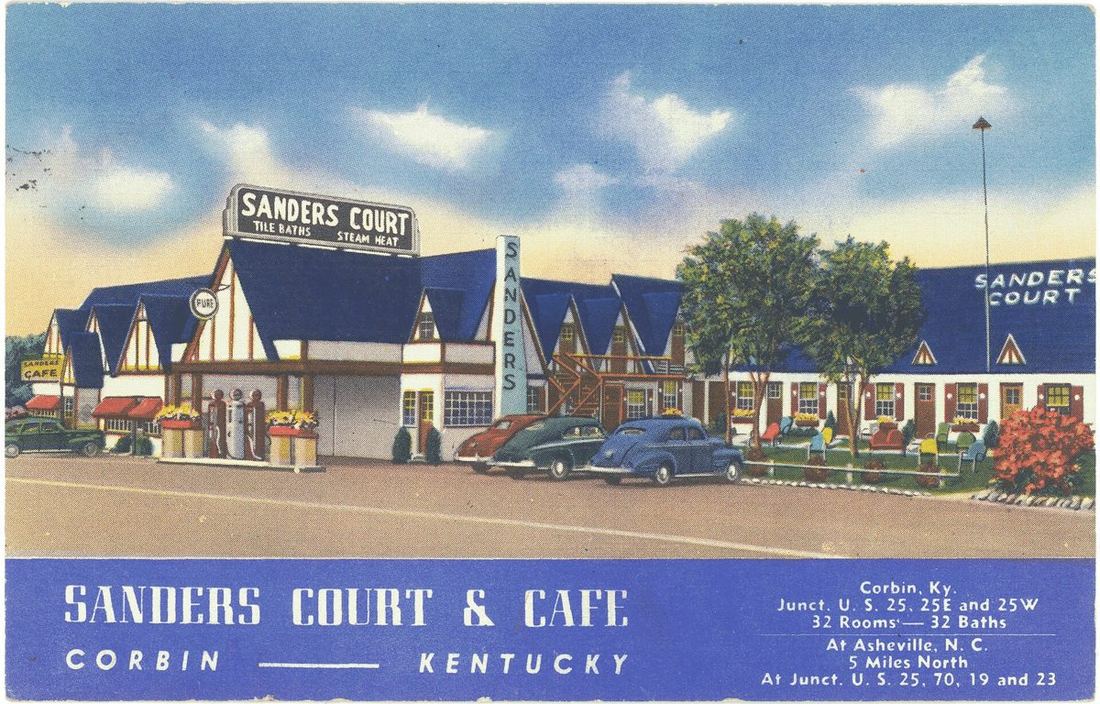 SANDERS COURT
TILE BATHS STEAM HEAT
PURE
SANDERS
CAFE
SANDERS
SANDERS
COURT
SANDERS COURT & CAFE
CORBIN — KENTUCKY
Corbin, Ky.
Junct. U. S. 25, 25E and 25W
32 Rooms — 32 Baths
At Asheville, N. C.
5 Miles North
At Junct. U. S. 25, 70, 19 and 23